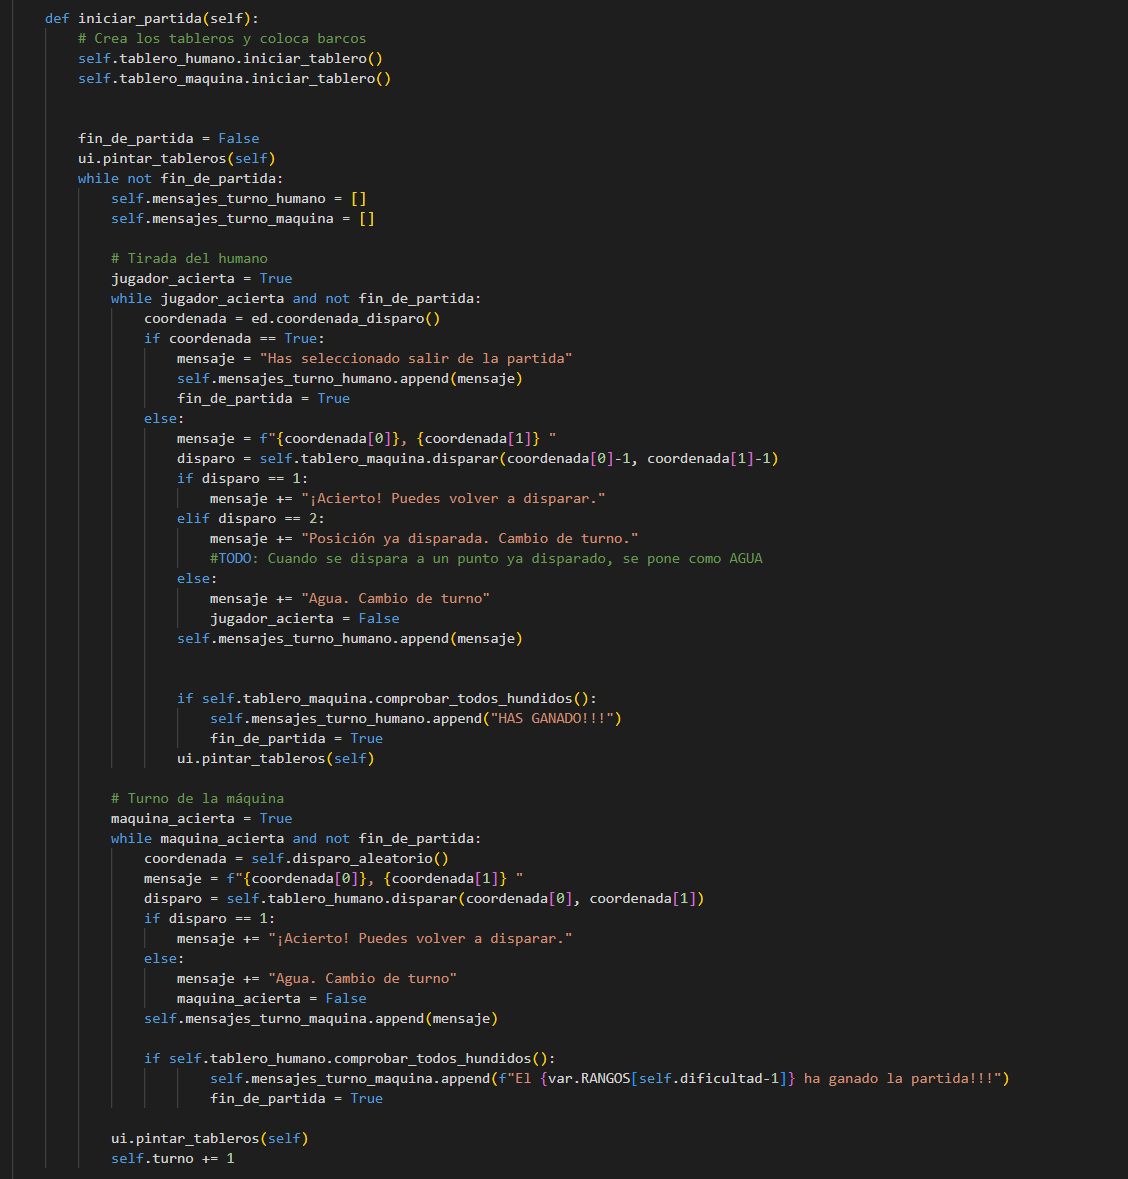 def iniciar_partida(self):
    # Crea los tableros y coloca barcos
    self.tablero_humano.iniciar_tablero()
    self.tablero_maquina.iniciar_tablero()


    fin_de_partida = False
    ui.pintar_tableros(self)
    while not fin_de_partida:
        self.mensajes_turno_humano = []
        self.mensajes_turno_maquina = []

        # Tirada del humano
        jugador_acierta = True
        while jugador_acierta and not fin_de_partida:
            coordenada = ed.coordenada_disparo()
            if coordenada == True:
                mensaje = "Has seleccionado salir de la partida"
                self.mensajes_turno_humano.append(mensaje)
                fin_de_partida = True
            else:
                mensaje = f"{coordenada[0]}, {coordenada[1]} "
                disparo = self.tablero_maquina.disparar(coordenada[0]-1, coordenada[1]-1)
                if disparo == 1:
                    mensaje += "¡Acierto! Puedes volver a disparar."
                elif disparo == 2:
                    mensaje += "Posición ya disparada. Cambio de turno."
                    #TODO: Cuando se dispara a un punto ya disparado, se pone como AGUA
                else:
                    mensaje += "Agua. Cambio de turno"
                    jugador_acierta = False
                self.mensajes_turno_humano.append(mensaje)


                if self.tablero_maquina.comprobar_todos_hundidos():
                    self.mensajes_turno_humano.append("HAS GANADO!!!")
                    fin_de_partida = True
                ui.pintar_tableros(self)

        # Turno de la máquina
        maquina_acierta = True
        while maquina_acierta and not fin_de_partida:
            coordenada = self.disparo_aleatorio()
            mensaje = f"{coordenada[0]}, {coordenada[1]} "
            disparo = self.tablero_humano.disparar(coordenada[0], coordenada[1])
            if disparo == 1:
                mensaje += "¡Acierto! Puedes volver a disparar."
            else:
                mensaje += "Agua. Cambio de turno"
                maquina_acierta = False
            self.mensajes_turno_maquina.append(mensaje)

            if self.tablero_humano.comprobar_todos_hundidos():
                    self.mensajes_turno_maquina.append(f"El {var.RANGOS[self.dificultad-1]} ha ganado la partida!!!")
                    fin_de_partida = True

        ui.pintar_tableros(self)
        self.turno += 1